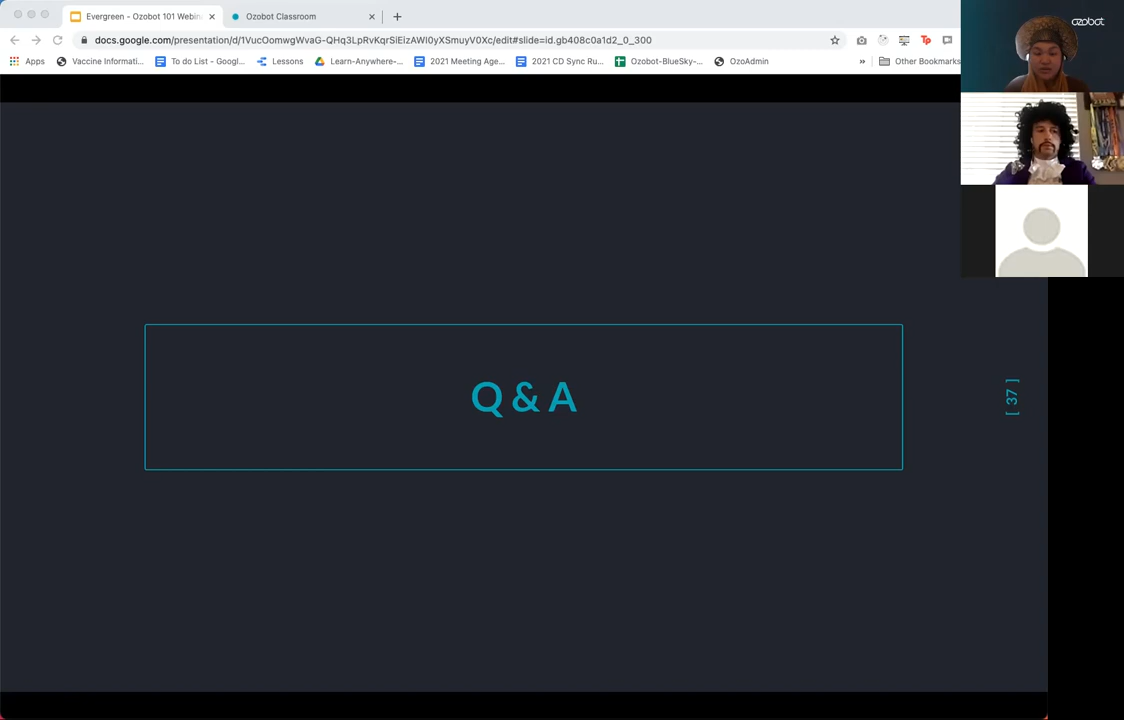 Evergreen - Ozobot 101 Webin
Ozobot Classroom
docs.google.com/presentation/d/1VucOomwgWvaG-QHq3LpRvKqrSiEizAWI0yXSmuyV0Xc/edit#slide=id.gb408c0a1d2_0_300
Apps
Vaccine Informati...
To do List - Googl...
Lessons
Learn-Anywhere-...
2021 Meeting Age...
2021 CD Sync Ru...
Ozobot-BlueSky-...
OzoAdmin
»
Other Bookmarks
Tp
ozobot
Q & A
[ 37 ]